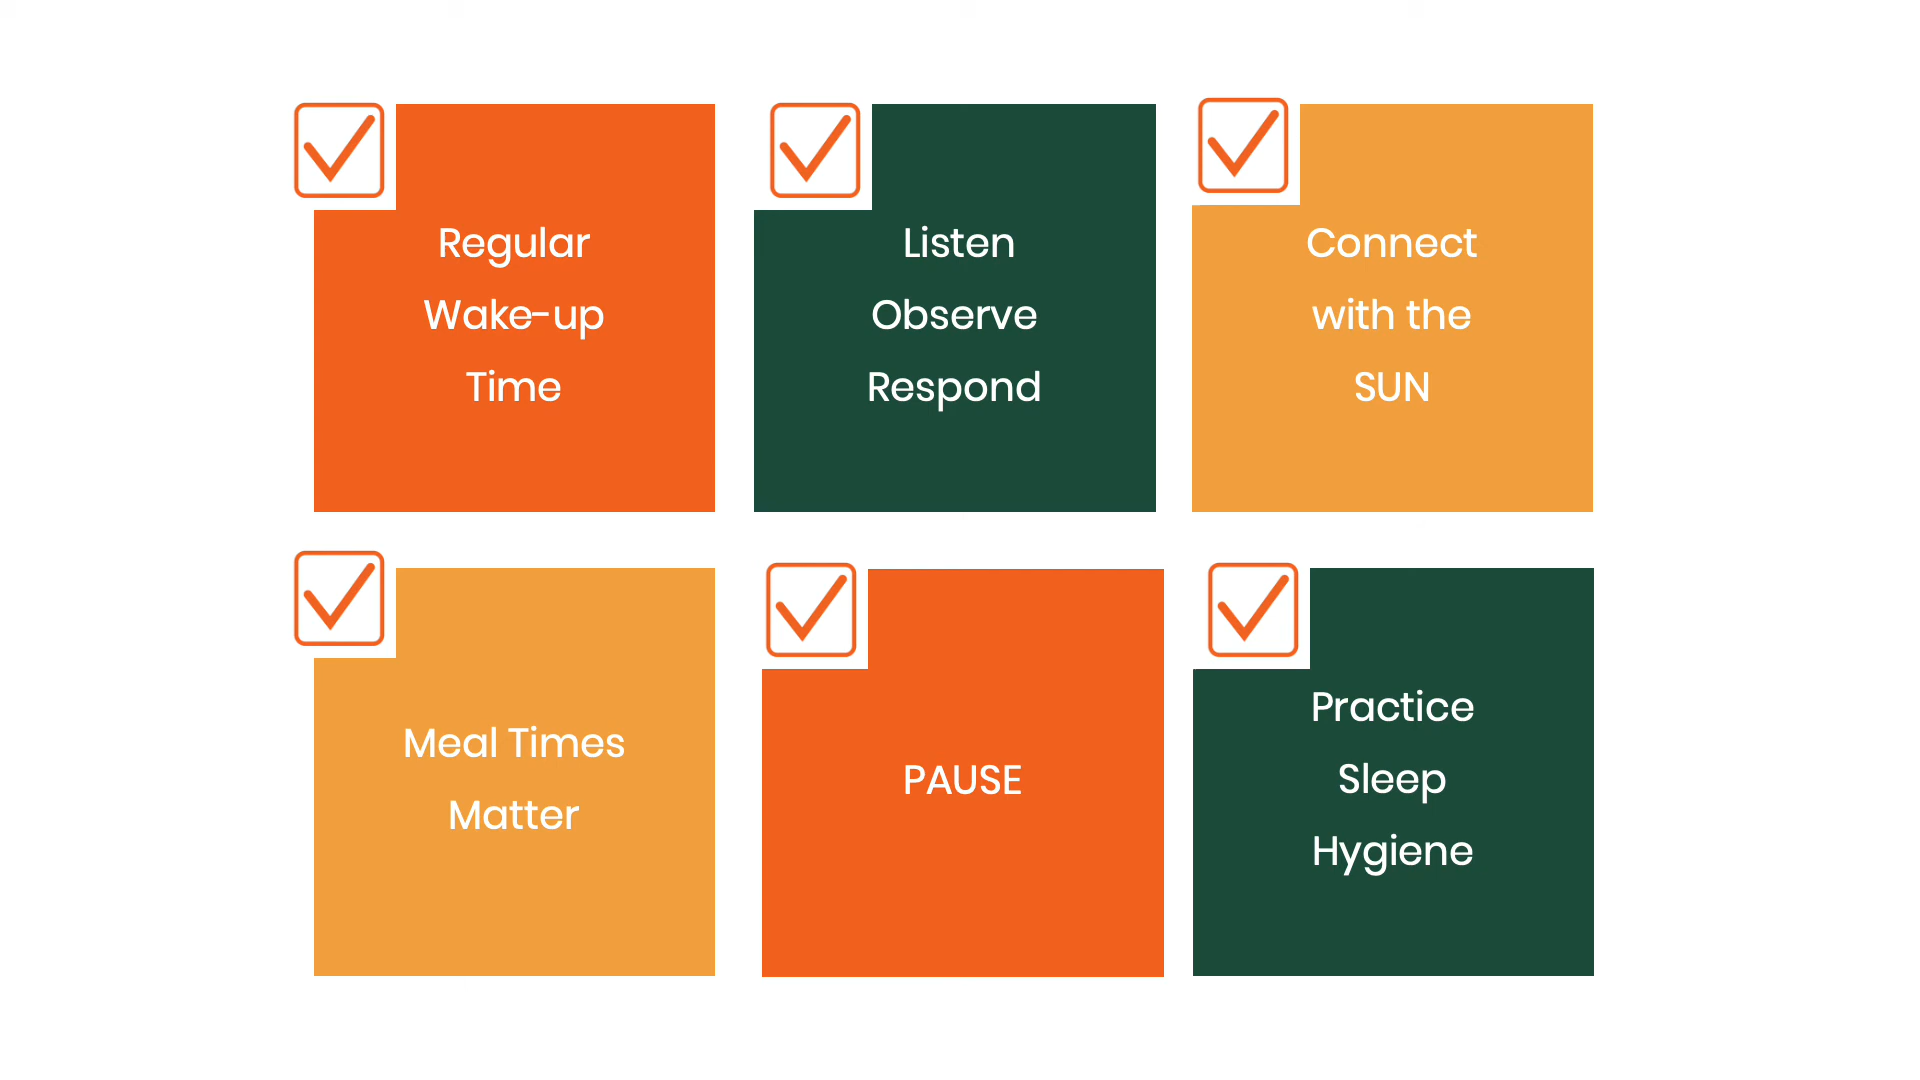 Regular
Wake-up
Time
Listen
Observe
Respond
Connect
with the
SUN
Meal Times
Matter
PAUSE
Practice
Sleep
Hygiene